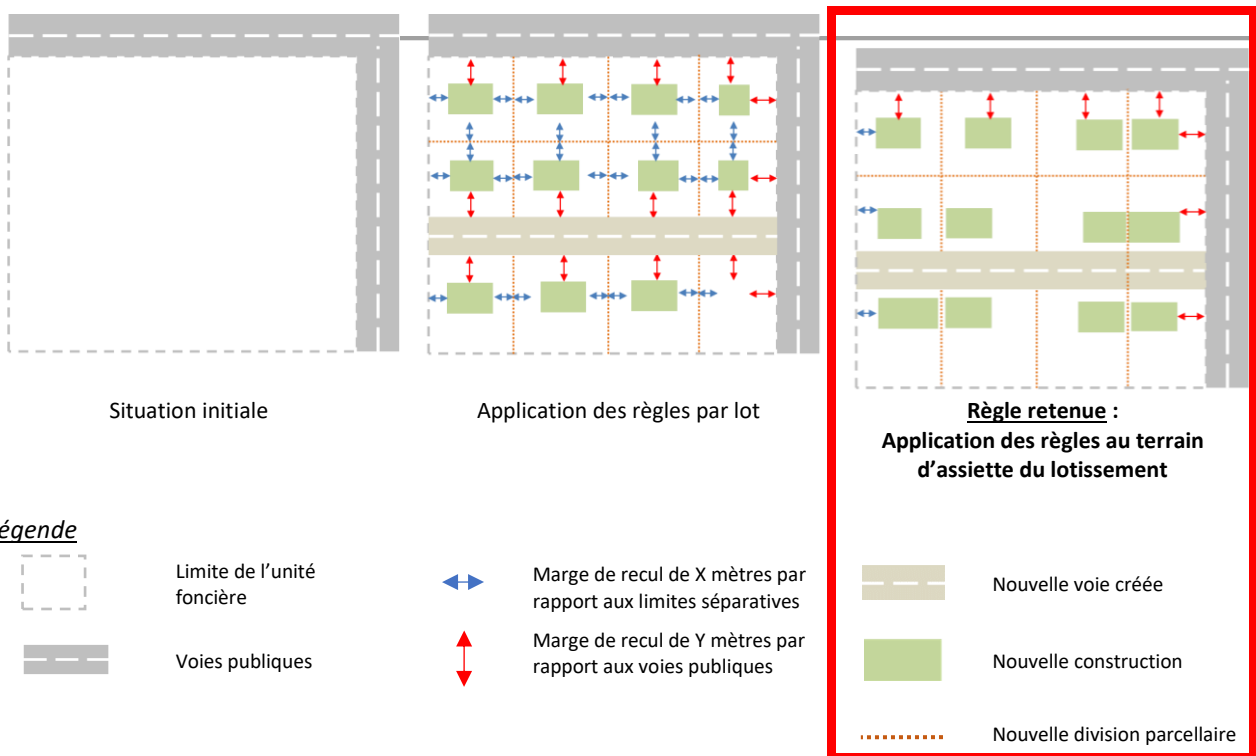 Situation initiale
Application des règles par lot
Règle retenue :
Application des règles au terrain
d'assiette du lotissement
égende
Limite de l'unité
foncière
Voies publiques
Marge de recul de X mètres par
rapport aux limites séparatives
Marge de recul de Y mètres par
rapport aux voies publiques
Nouvelle voie créée
Nouvelle construction
Nouvelle division parcellaire